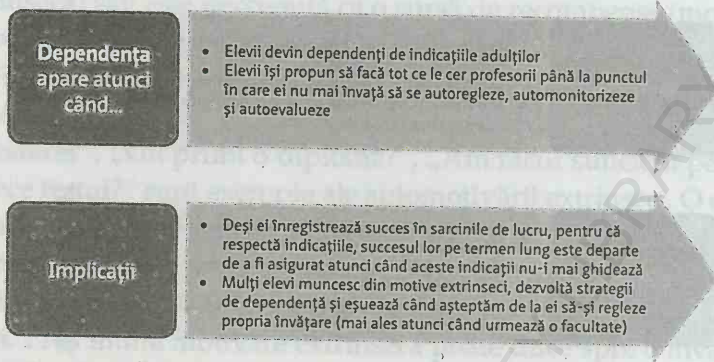 Dependența
apare atunci
când...
• Elevii devin dependenți de indicațiile adulților
• Elevii își propun să facă tot ce le cer profesorii până la punctul
în care ei nu mai învață să se autoregleze, automonitorizeze
și autoevalueze
Implicații
• Deși ei înregistrează succes în sarcinile de lucru, pentru că
respectă indicațiile, succesul lor pe termen lung este departe
de a fi asigurat atunci când aceste indicații nu-i mai ghidează
• Mulți elevi muncesc din motive extrinseci, dezvoltă strategii
de dependență și eșuează când așteptăm de la ei să-și regleze
propria învățare (mai ales atunci când urmează o facultate)